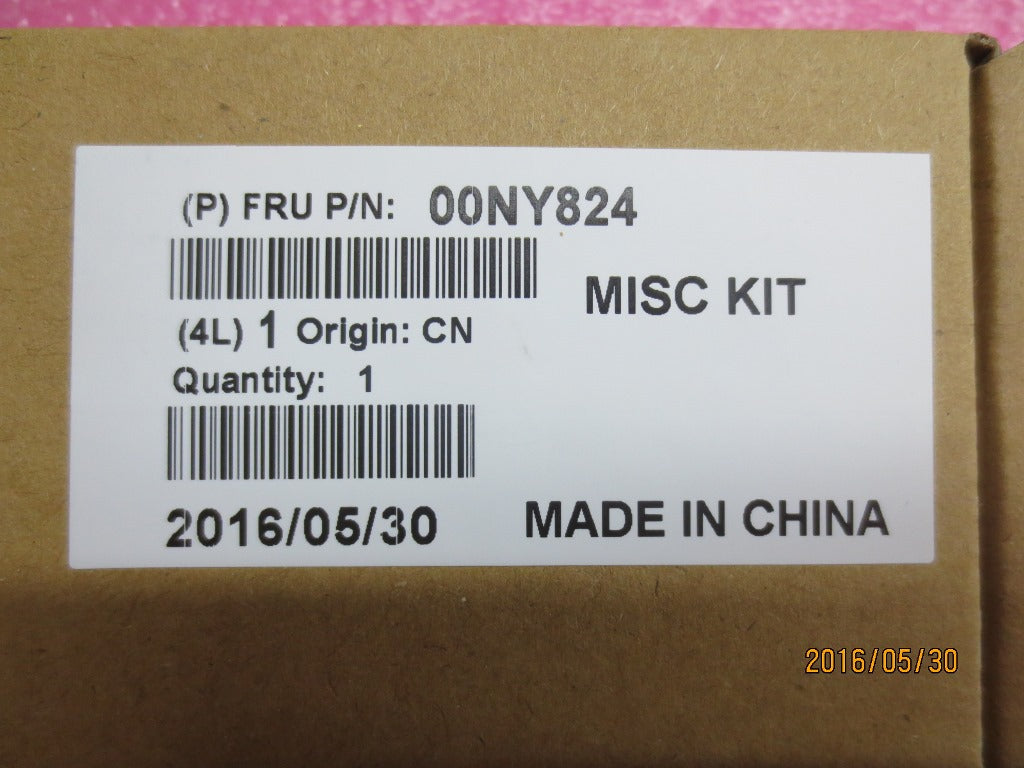 (P) FRU P/N: 00NY824
MISC KIT
(4L) 1 Origin: CN
Quantity: 1
2016/05/30
MADE IN CHINA
2016/05/30